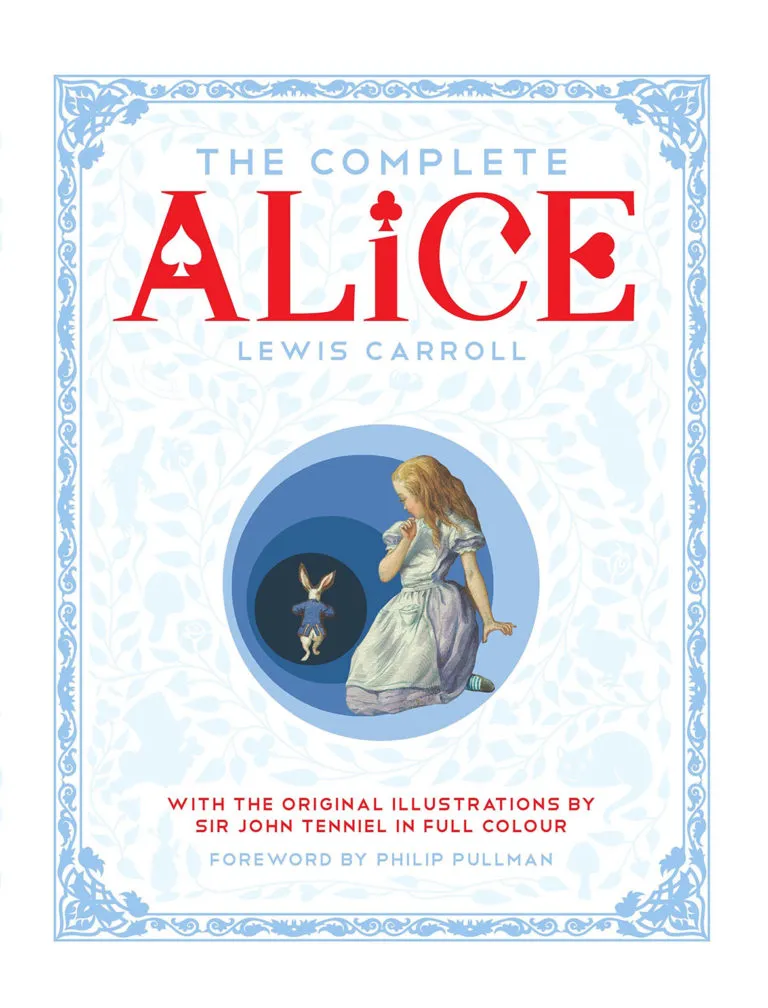 THE COMPLETE
ALiCE
LEWIS CARROLL
WITH THE ORIGINAL ILLUSTRATIONS BY
SIR JOHN TENNIEL IN FULL COLOUR
FOREWORD BY PHILIP PULLMAN